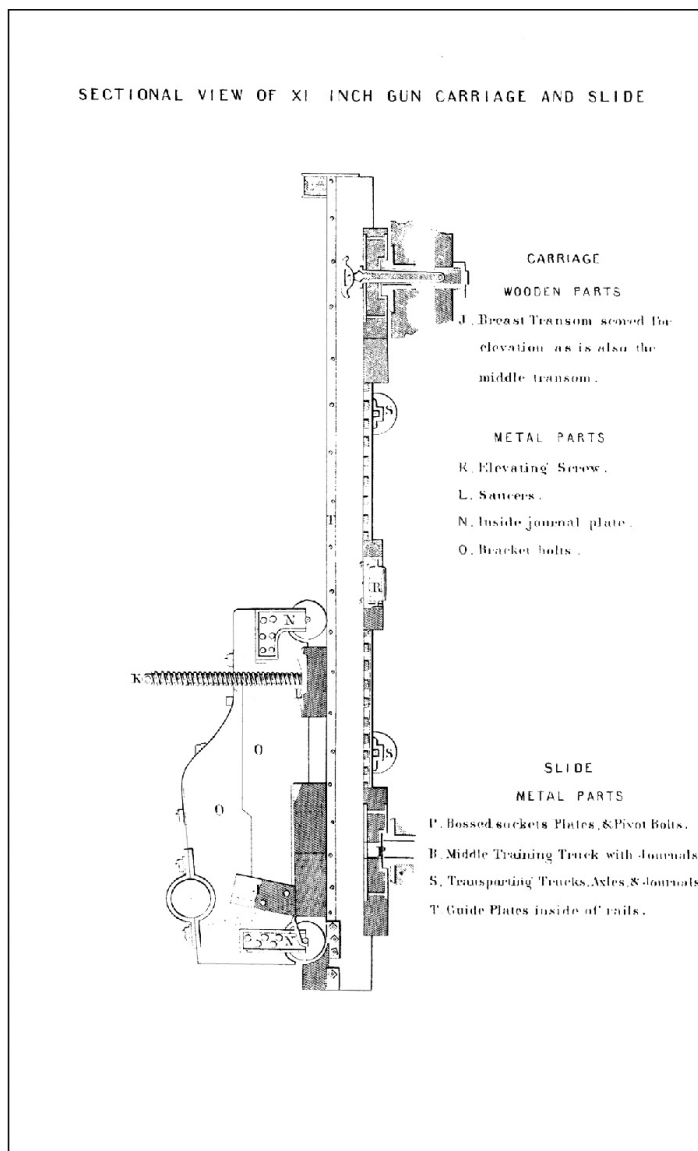 SECTIONAL VIEW OF XI INCH GUN CARRIAGE AND SLIDE
CARRIAGE
WOODEN PARTS
J. Breast Transom scored for
elevation as is also the
middle transom.
S
METAL PARTS
K. Elevating Screw.
L. Saucers.
N. Inside journal plate.
O. Bracket bolts.
T
R
N
K
L
O
S
O
SLIDE
METAL PARTS
P. Bossed sockets Plates, & Pivot Bolts.
R. Middle Training Truck with Journals
S. Transporting Trucks, Axles, & Journals
T. Guide Plates inside of rails.
N